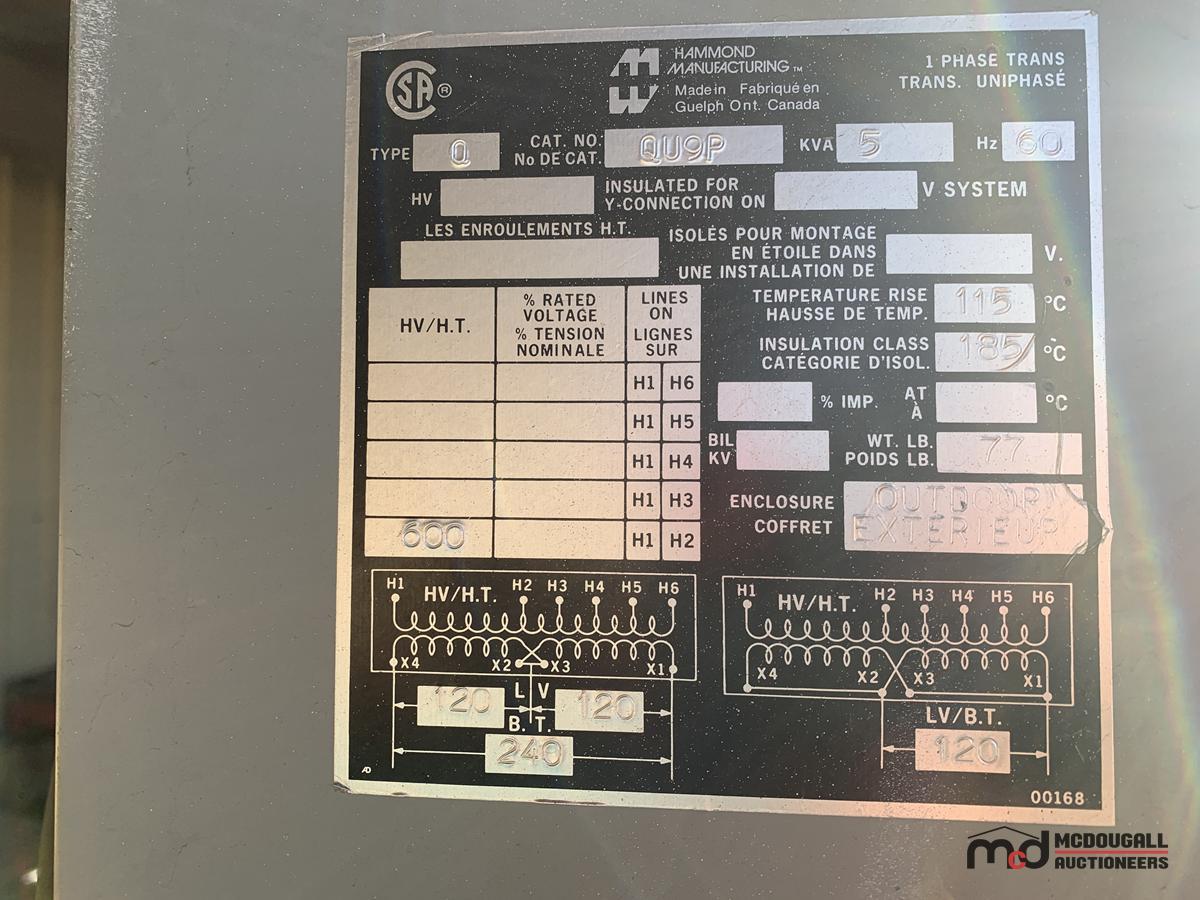 CSA ®
HAMMOND
MANUFACTURING™
Made in Fabriqué en
Guelph Ont. Canada
1 PHASE TRANS
TRANS. UNIPHASÉ
TYPE Q
CAT. NO.
No DE CAT. QU9P
KVA 5
Hz 60
HV
INSULATED FOR
Y-CONNECTION ON
V SYSTEM
LES ENROULEMENTS H.T.
ISOLÉS POUR MONTAGE
EN ÉTOILE DANS
UNE INSTALLATION DE
V.
HV/H.T.
% RATED
VOLTAGE
% TENSION
NOMINALE
LINES
ON
LIGNES
SUR
H1 H6
H1 H5
H1 H4
H1 H3
600 H1 H2
TEMPERATURE RISE
HAUSSE DE TEMP. 115 °C
INSULATION CLASS
CATÉGORIE D'ISOL. 185 °C
% IMP. AT
À °C
BIL
KV
WT. LB.
POIDS LB. 77
ENCLOSURE
COFFRET
OUTDOOR
EXTERIEUR
H1 HV/H.T. H2 H3 H4 H5 H6
X4 X2 X3 X1
120 L V 120
B. T.
240
H1 HV/H.T. H2 H3 H4 H5 H6
X4 X2 X3 X1
LV/B.T.
120
00168
mcd MCDOUGALL
AUCTIONEERS